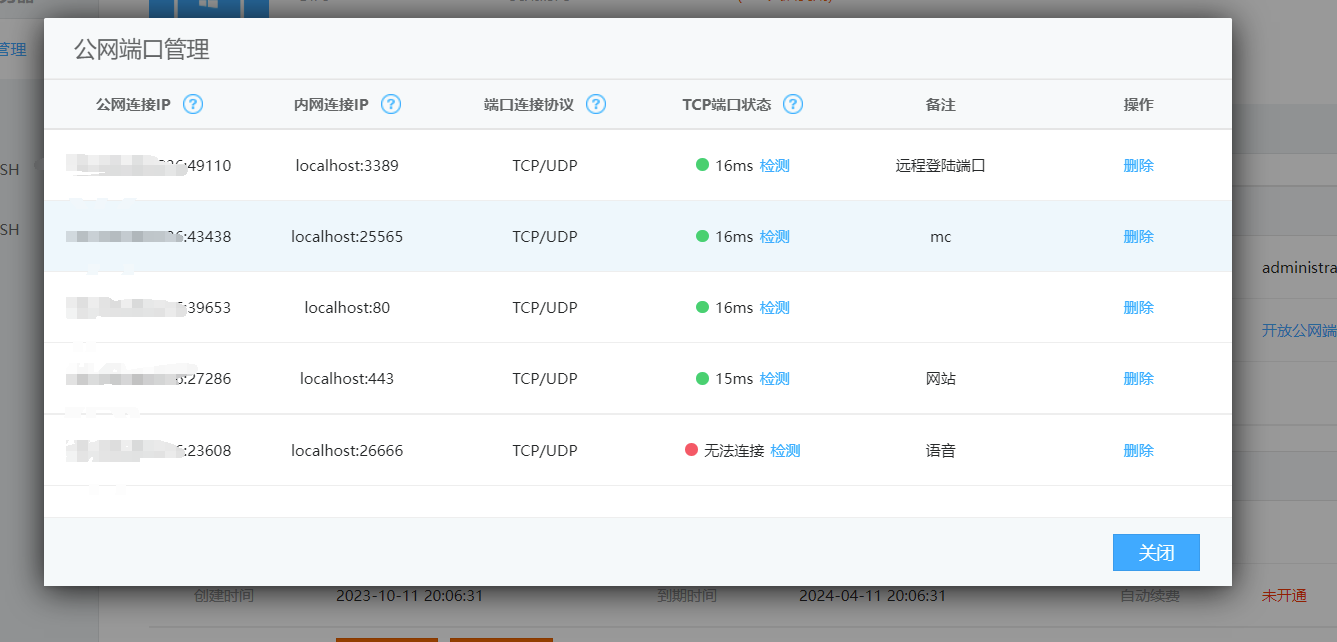 管理
公网端口管理
公网连接IP ? 内网连接IP ? 端口连接协议 ? TCP端口状态 ? 备注 操作
:49110 localhost:3389 TCP/UDP 16ms 检测 远程登陆端口 删除
SH
:43438 localhost:25565 TCP/UDP 16ms 检测 mc 删除
SH
administra
:39653 localhost:80 TCP/UDP 16ms 检测 删除
开放公网端
:27286 localhost:443 TCP/UDP 15ms 检测 网站 删除
:23608 localhost:26666 TCP/UDP 无法连接 检测 语音 删除
关闭
创建时间 2023-10-11 20:06:31 到期时间 2024-04-11 20:06:31 自动续费 未开通